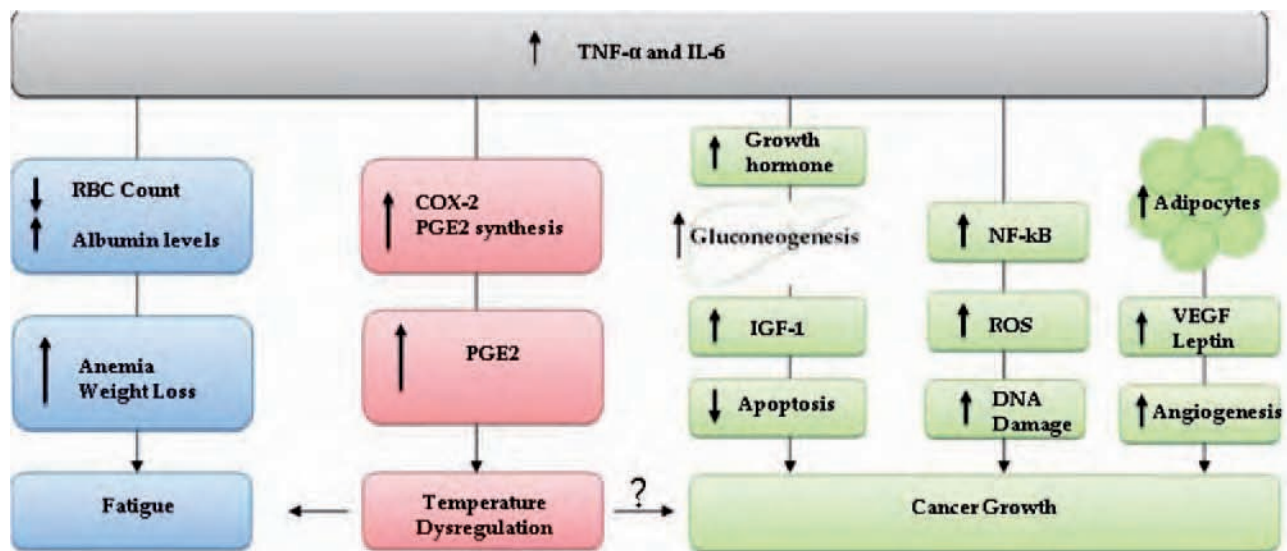 ↑ TNF-α and IL-6
↓ RBC Count
↑ Albumin levels
↑ Anemia
Weight Loss
Fatigue
↑ COX-2
PGE2 synthesis
↑ PGE2
Temperature
Dysregulation
?
↑ Growth
hormone
↑ Gluconeogenesis
↑ IGF-1
↓ Apoptosis
↑ NF-kB
↑ ROS
↑ DNA
Damage
↑ Adipocytes
↑ VEGF
Leptin
↑ Angiogenesis
Cancer Growth